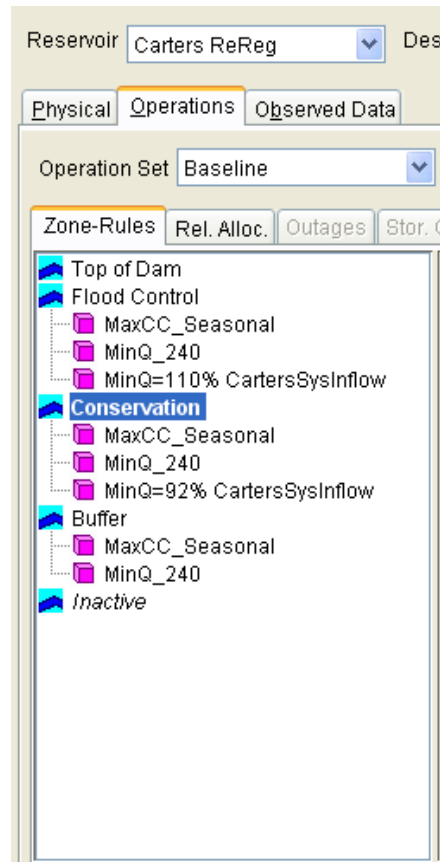 Reservoir Carters ReReg Des
Physical Operations Observed Data
Operation Set Baseline
Zone-Rules Rel. Alloc. Outages Stor.
Top of Dam
Flood Control
MaxCC_Seasonal
MinQ_240
MinQ=110% CartersSysInflow
Conservation
MaxCC_Seasonal
MinQ_240
MinQ=92% CartersSysInflow
Buffer
MaxCC_Seasonal
MinQ_240
Inactive